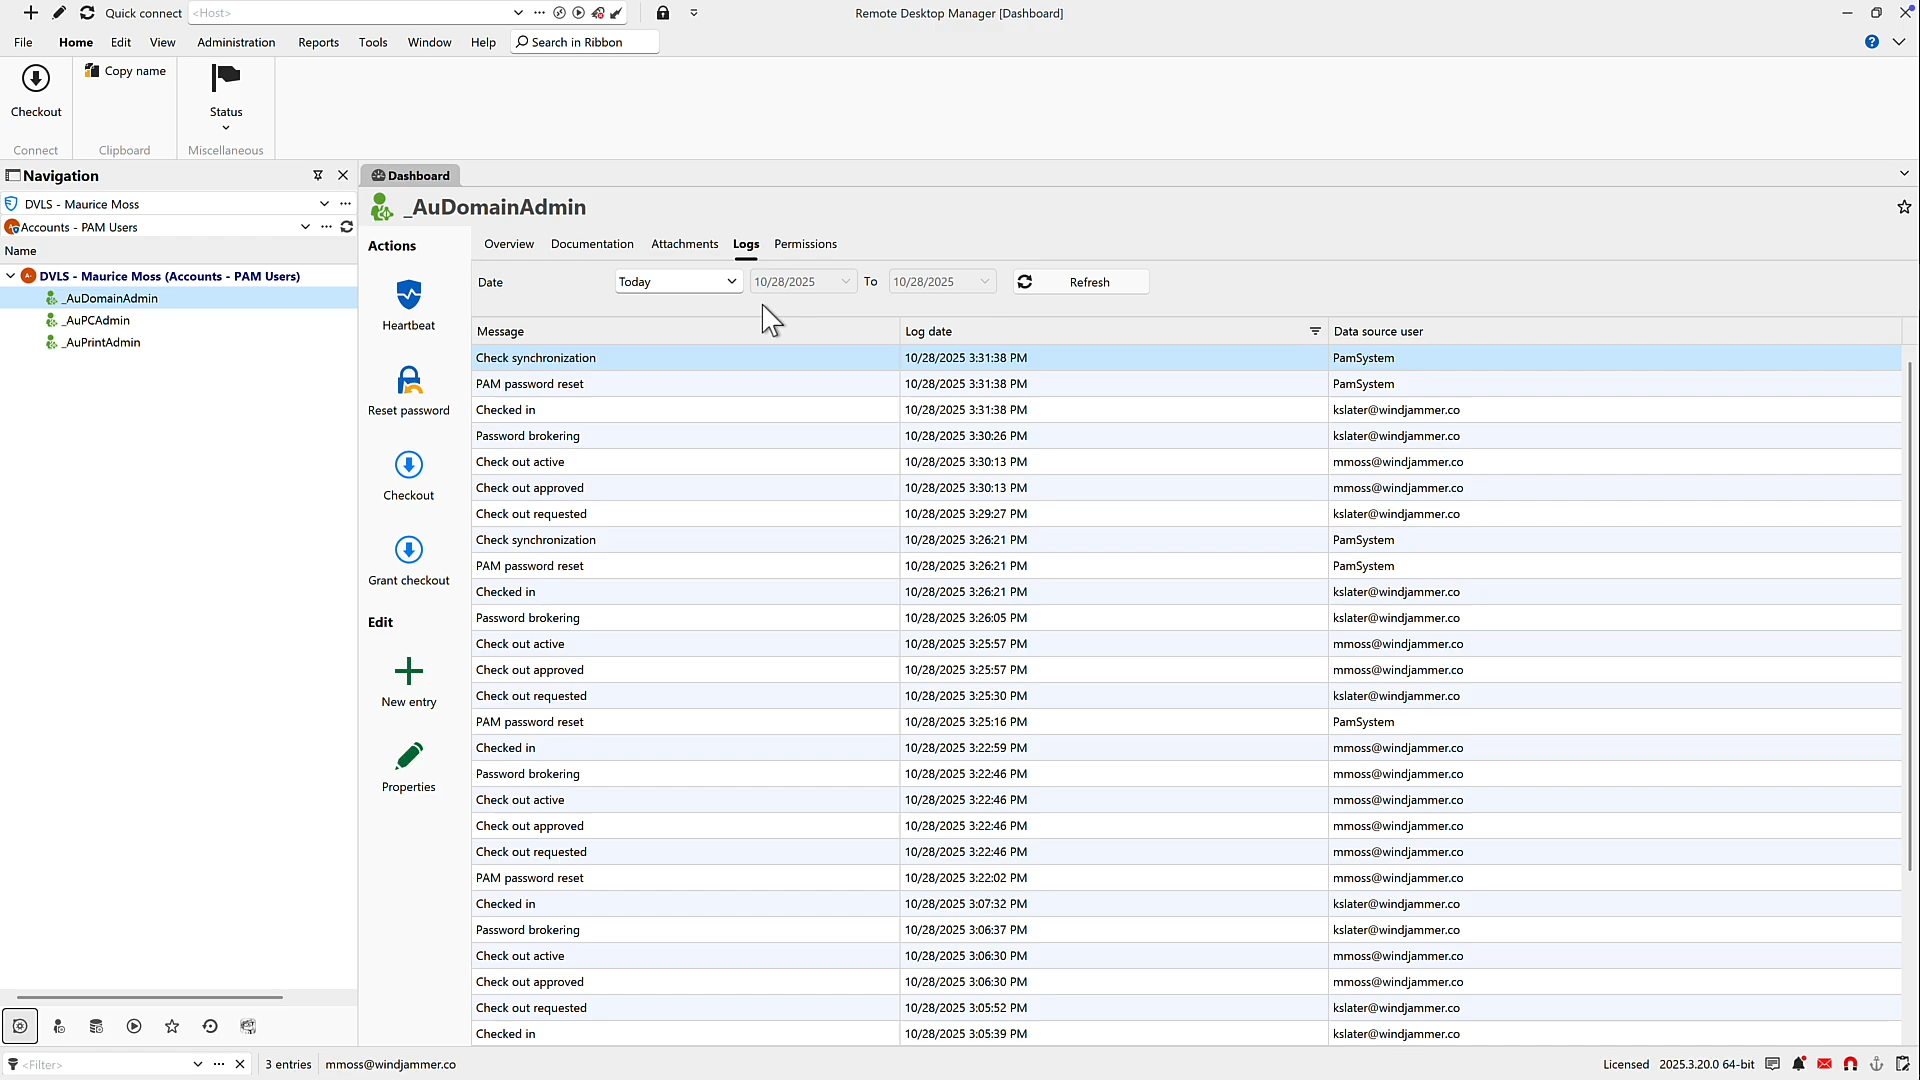 Quick connect <Host> Remote Desktop Manager [Dashboard]
File Home Edit View Administration Reports Tools Window Help Search in Ribbon
Checkout Copy name Status
Connect Clipboard Miscellaneous
Navigation
DVLS - Maurice Moss
Accounts - PAM Users
Name
DVLS - Maurice Moss (Accounts - PAM Users)
_AuDomainAdmin
_AuPCAdmin
_AuPrintAdmin
Dashboard
_AuDomainAdmin
Actions
Heartbeat
Reset password
Checkout
Grant checkout
Edit
New entry
Properties
Overview Documentation Attachments Logs Permissions
Date Today 10/28/2025 To 10/28/2025 Refresh
Message Log date Data source user
Check synchronization 10/28/2025 3:31:38 PM PamSystem
PAM password reset 10/28/2025 3:31:38 PM PamSystem
Checked in 10/28/2025 3:31:38 PM kslater@windjammer.co
Password brokering 10/28/2025 3:30:26 PM kslater@windjammer.co
Check out active 10/28/2025 3:30:13 PM mmoss@windjammer.co
Check out approved 10/28/2025 3:30:13 PM mmoss@windjammer.co
Check out requested 10/28/2025 3:29:27 PM kslater@windjammer.co
Check synchronization 10/28/2025 3:26:21 PM PamSystem
PAM password reset 10/28/2025 3:26:21 PM PamSystem
Checked in 10/28/2025 3:26:21 PM kslater@windjammer.co
Password brokering 10/28/2025 3:26:05 PM kslater@windjammer.co
Check out active 10/28/2025 3:25:57 PM mmoss@windjammer.co
Check out approved 10/28/2025 3:25:57 PM mmoss@windjammer.co
Check out requested 10/28/2025 3:25:30 PM kslater@windjammer.co
PAM password reset 10/28/2025 3:25:16 PM PamSystem
Checked in 10/28/2025 3:22:59 PM mmoss@windjammer.co
Password brokering 10/28/2025 3:22:46 PM mmoss@windjammer.co
Check out active 10/28/2025 3:22:46 PM mmoss@windjammer.co
Check out approved 10/28/2025 3:22:46 PM mmoss@windjammer.co
Check out requested 10/28/2025 3:22:46 PM mmoss@windjammer.co
PAM password reset 10/28/2025 3:22:02 PM mmoss@windjammer.co
Checked in 10/28/2025 3:07:32 PM kslater@windjammer.co
Password brokering 10/28/2025 3:06:37 PM kslater@windjammer.co
Check out active 10/28/2025 3:06:30 PM mmoss@windjammer.co
Check out approved 10/28/2025 3:06:30 PM mmoss@windjammer.co
Check out requested 10/28/2025 3:05:52 PM kslater@windjammer.co
Checked in 10/28/2025 3:05:39 PM kslater@windjammer.co
<Filter> 3 entries mmoss@windjammer.co Licensed 2025.3.20.0 64-bit